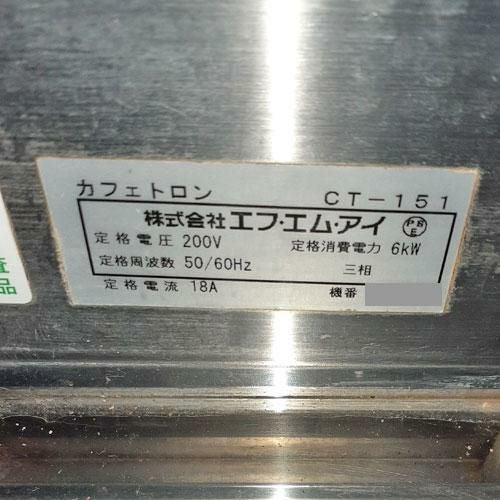 カフェトロン CT-151
株式会社エフ・エム・アイ PSE
定格電圧 200V 定格消費電力 6kW
定格周波数 50/60Hz 三相
定格電流 18A 機番
品